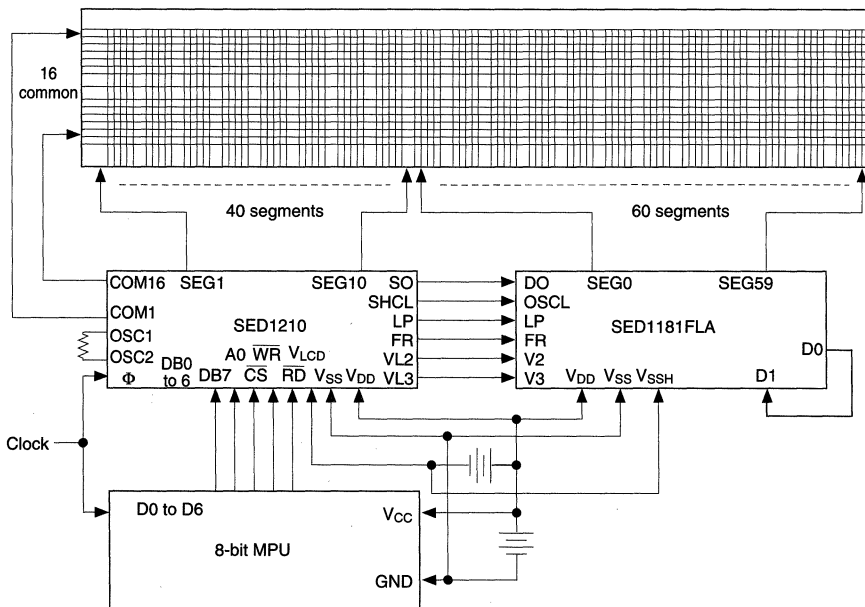 16
common
40 segments
60 segments
COM16 SEG1 SEG10 SO
DO SEG0 SEG59
COM1
SHCL
OSCL
SED1210
LP
LP
SED1181FLA
OSC1
FR
FR
D0
OSC2
DB0
to 6
A0 WR VLCD
VL2
V2
Φ
DB7 CS RD VSS VDD VL3
V3 VDD VSS VSSH D1
Clock
D0 to D6
VCC
8-bit MPU
GND